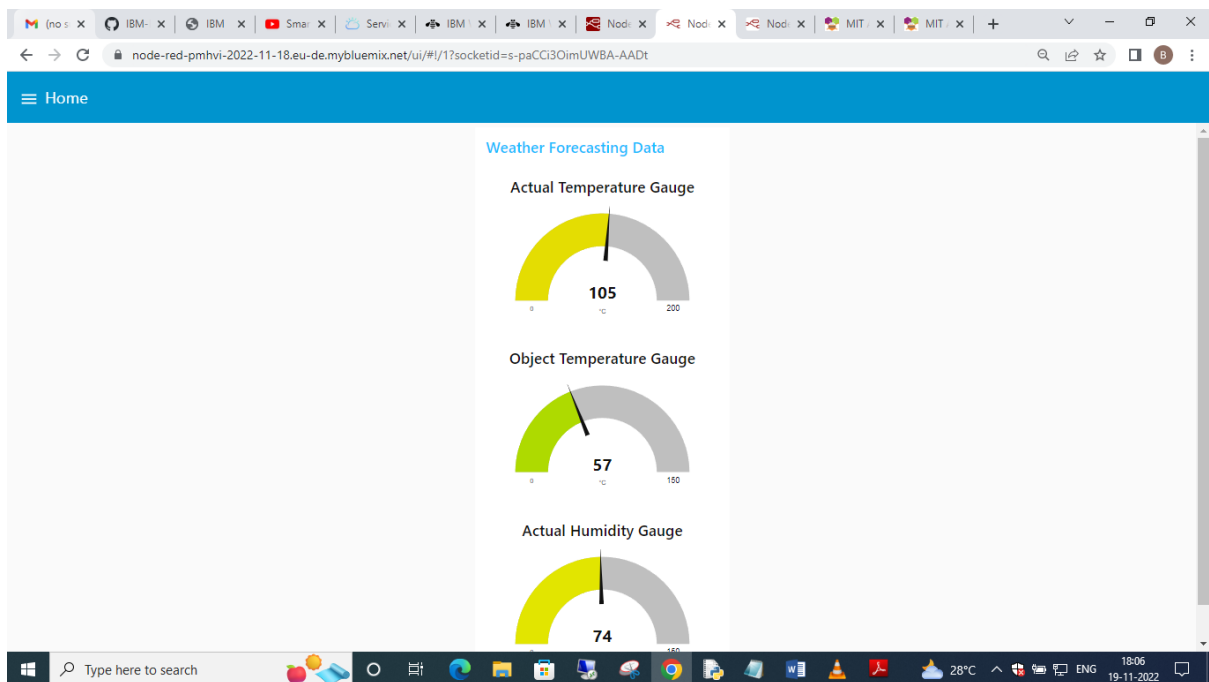 (no s
IBM-
IBM
Smar
Servi
IBM
IBM
Node
Node
Node
MIT
MIT
node-red-pmhvi-2022-11-18.eu-de.mybluemix.net/ui/#!/1?socketid=s-paCCi3OimUWBA-AADt
B
Home
Weather Forecasting Data
Actual Temperature Gauge
105
0 °C 200
Object Temperature Gauge
57
0 °C 150
Actual Humidity Gauge
74
Type here to search
28°C
ENG
18:06
19-11-2022